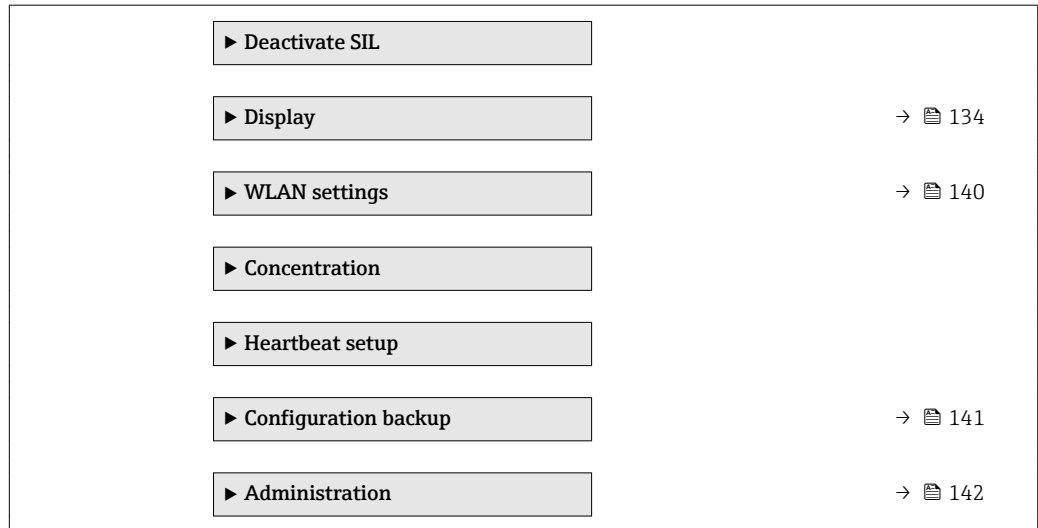 ▶ Deactivate SIL
▶ Display → 134
▶ WLAN settings → 140
▶ Concentration
▶ Heartbeat setup
▶ Configuration backup → 141
▶ Administration → 142